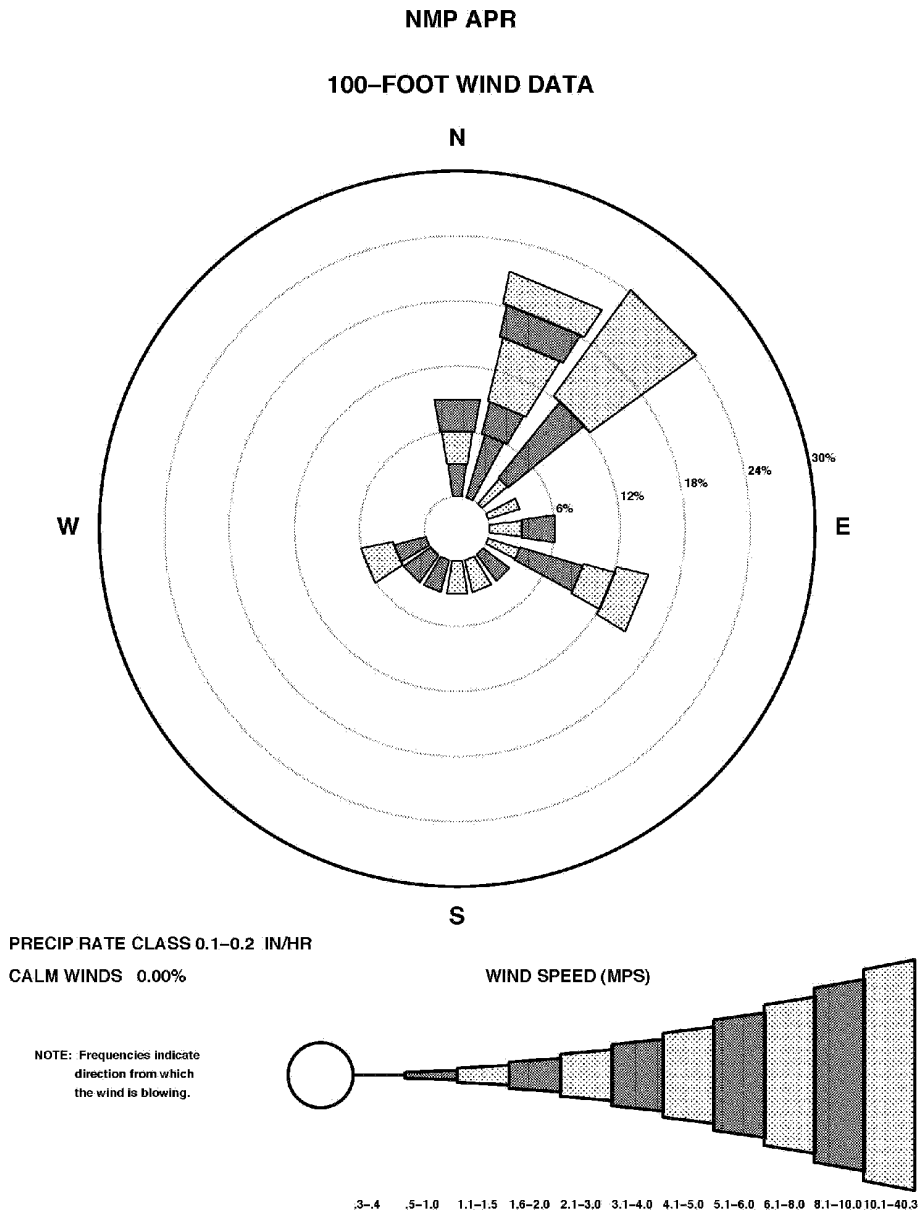 NMP APR
100–FOOT WIND DATA
N
30%
24%
18%
12%
6%
W
E
S
PRECIP RATE CLASS 0.1–0.2 IN/HR
CALM WINDS 0.00%
WIND SPEED (MPS)
NOTE: Frequencies indicate
direction from which
the wind is blowing.
.3–.4 .5–1.0 1.1–1.5 1.6–2.0 2.1–3.0 3.1–4.0 4.1–5.0 5.1–6.0 6.1–8.0 8.1–10.0 10.1–40.3